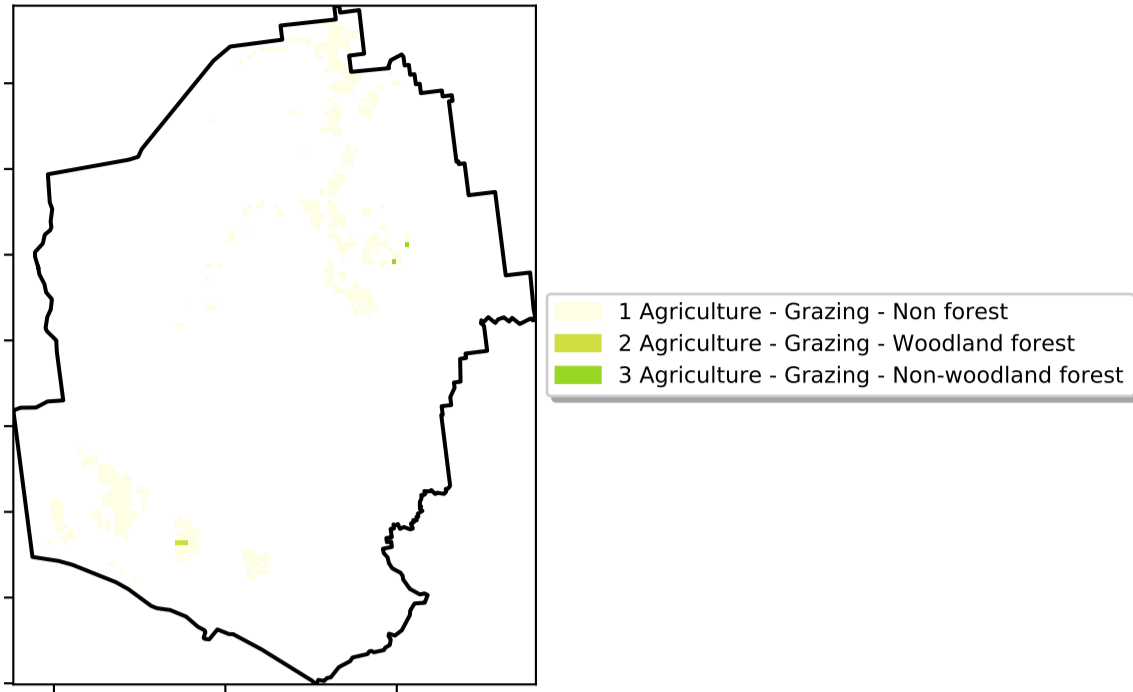 1 Agriculture - Grazing - Non forest
2 Agriculture - Grazing - Woodland forest
3 Agriculture - Grazing - Non-woodland forest